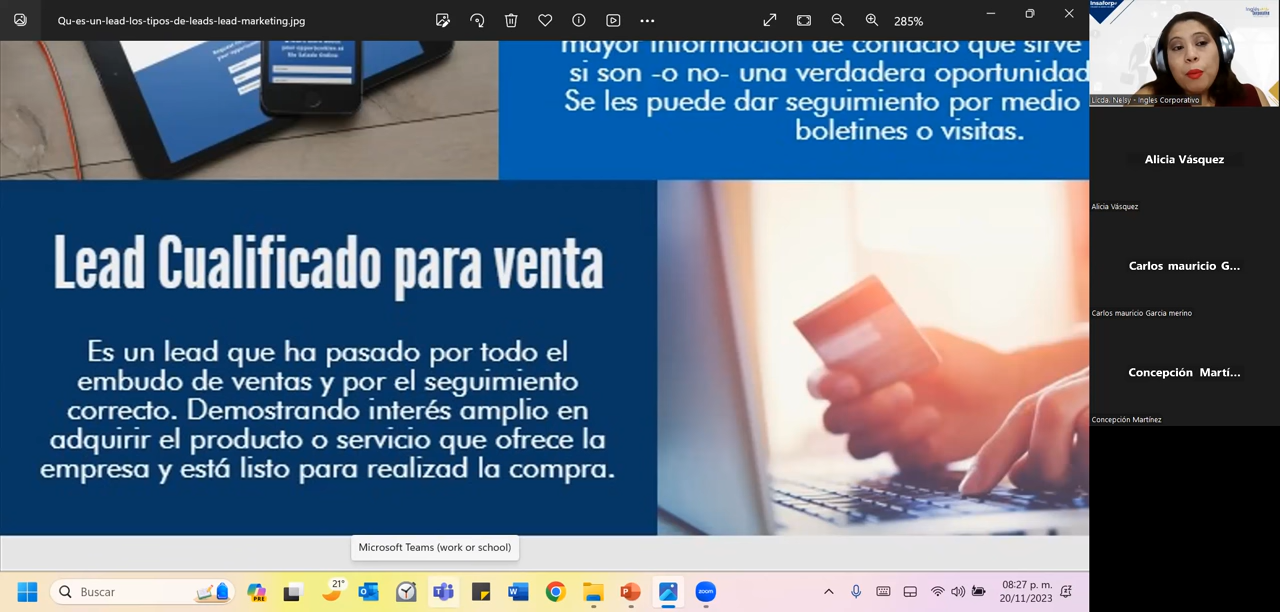 Qu-es-un-lead-los-tipos-de-leads-lead-marketing.jpg
285%
mayor información de contacto que sirve
si son -o no- una verdadera oportunidad
Se les puede dar seguimiento por medio
boletines o visitas.
Lead Cualificado para venta
Es un lead que ha pasado por todo el
embudo de ventas y por el seguimiento
correcto. Demostrando interés amplio en
adquirir el producto o servicio que ofrece la
empresa y está listo para realizad la compra.
Microsoft Teams (work or school)
Insaforp
Licda. Nelsy - Ingles Corporativo
Alicia Vásquez
Alicia Vásquez
Carlos mauricio G...
Carlos mauricio Garcia merino
Concepción Martí...
Concepción Martínez
Buscar
PRE
21°
zoom
08:27 p. m.
20/11/2023